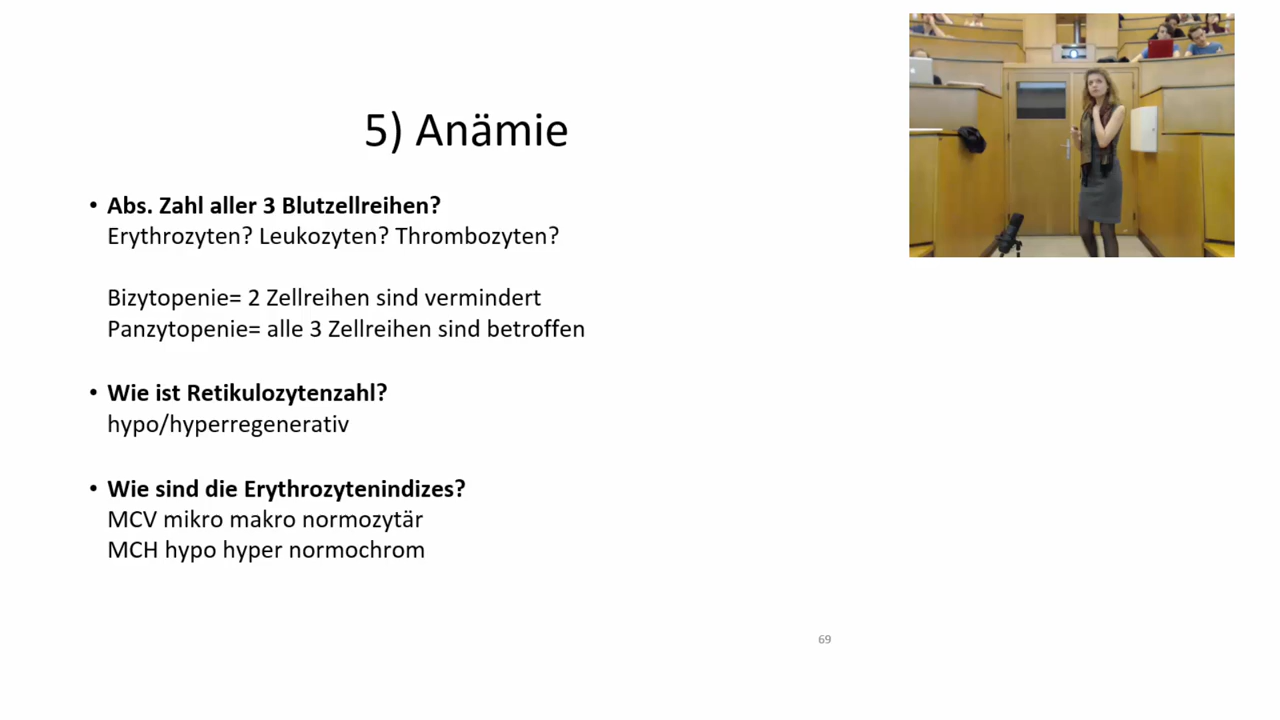 5) Anämie
• Abs. Zahl aller 3 Blutzellreihen?
Erythrozyten? Leukozyten? Thrombozyten?
Bizytopenie= 2 Zellreihen sind vermindert
Panzytopenie= alle 3 Zellreihen sind betroffen
• Wie ist Retikulozytenzahl?
hypo/hyperregenerativ
• Wie sind die Erythrozytenindizes?
MCV mikro makro normozytär
MCH hypo hyper normochrom
69